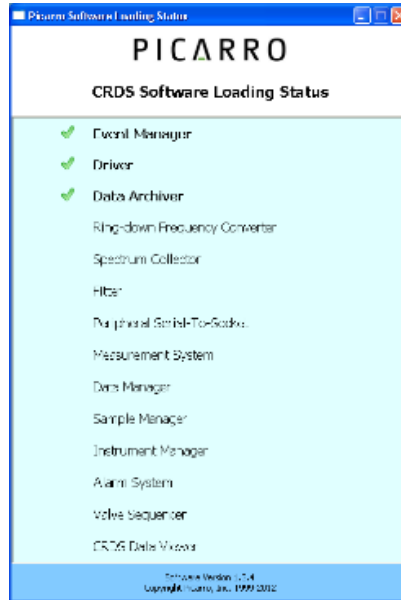 Picarro Software Loading Status
PICARRO
CRDS Software Loading Status
Event Manager
Driver
Data Archiver
Ring-down Frequency Converter
Spectrum Collector
Fitter
Peripheral Serial-To-Socket
Measurement System
Data Manager
Sample Manager
Instrument Manager
Alarm System
Valve Sequencer
CRDS Data Viewer
Software Version
Copyright Picarro, Inc. 1999-2012